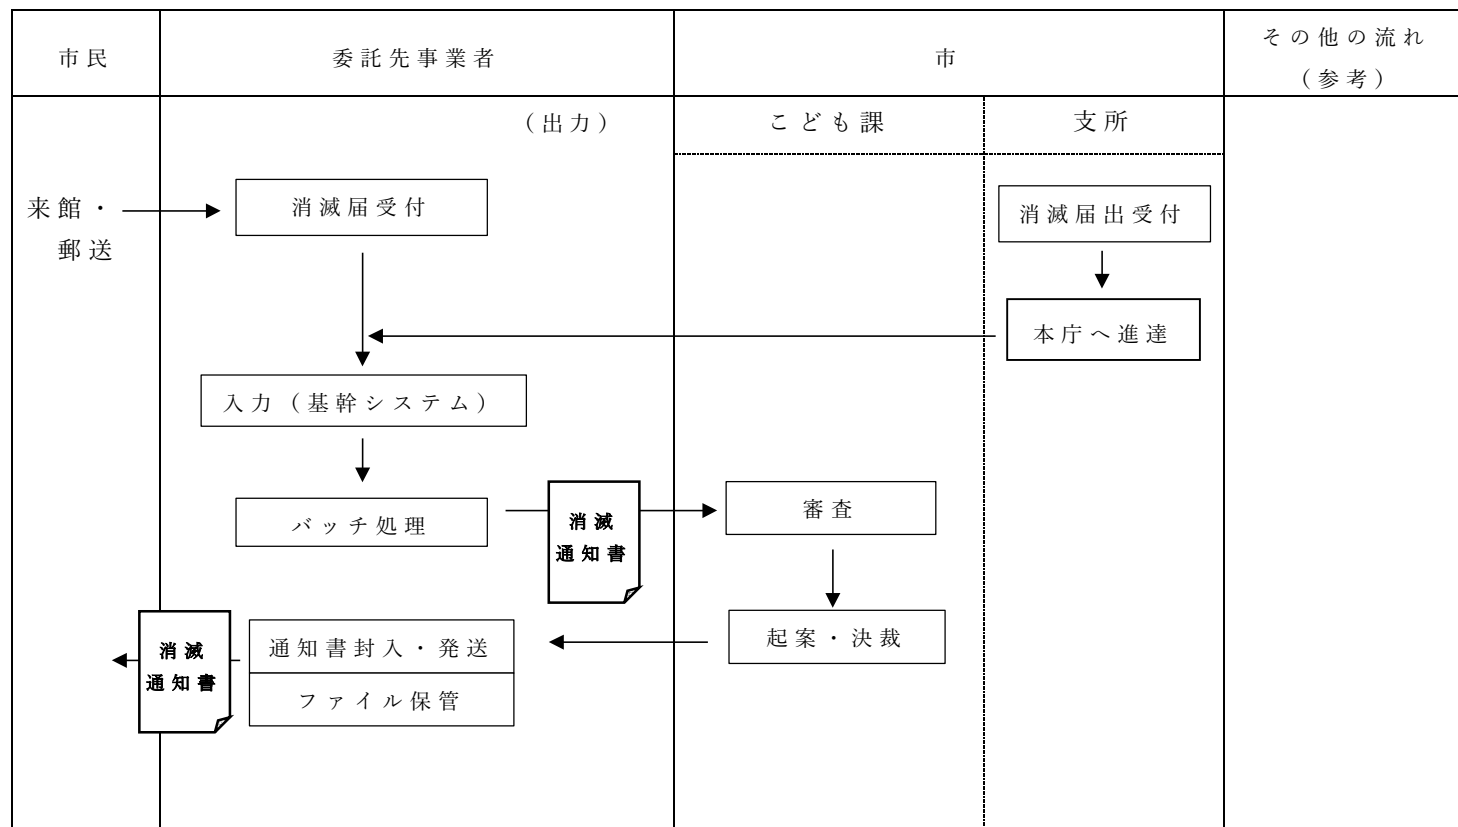 市民
委託先事業者
市
その他の流れ
（参考）
（出力）
こども課
支所
来館・
郵送
消滅届受付
消滅届出受付
本庁へ進達
入力（基幹システム）
バッチ処理
消滅
通知書
審査
起案・決裁
通知書封入・発送
ファイル保管
消滅
通知書